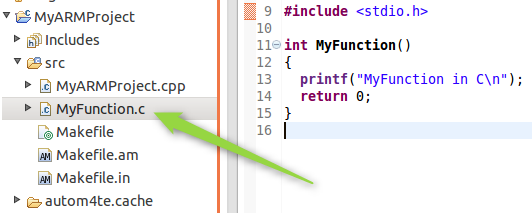 MyARMProject
Includes
src
MyARMProject.cpp
MyFunction.c
Makefile
Makefile.am
Makefile.in
autom4te.cache
9 #include <stdio.h>
10
11 int MyFunction()
12 {
13 printf("MyFunction in C\n");
14 return 0;
15 }
16